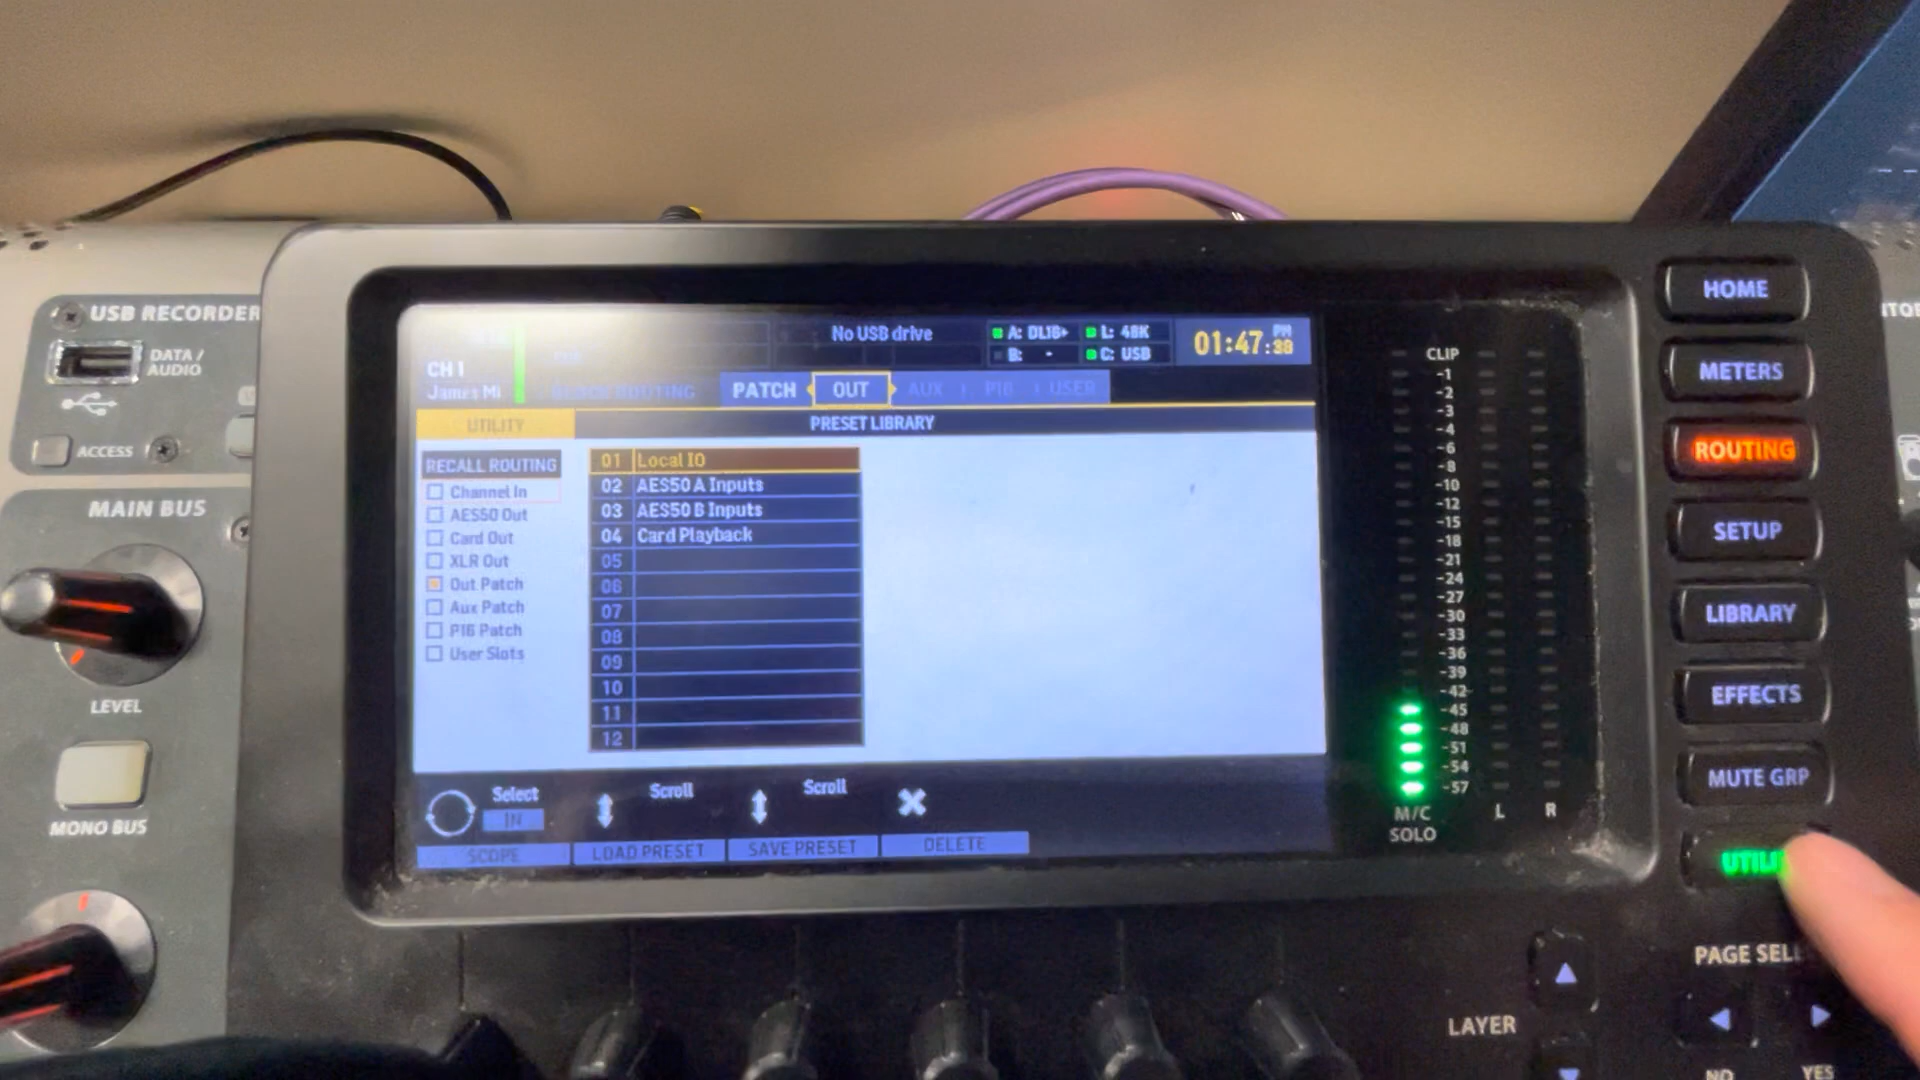 USB RECORDER
DATA /
AUDIO
ACCESS
MAIN BUS
LEVEL
MONO BUS
CH 1
James Mi
No USB drive
A: DL16+
L: 48K
B: -
C: USB
01:47:38 PM
PATCH
OUT
AUX
P16
USER
UTILITY
PRESET LIBRARY
RECALL ROUTING
Channel In
AES50 Out
Card Out
XLR Out
Out Patch
Aux Patch
P16 Patch
User Slots
01 Local IO
02 AES50 A Inputs
03 AES50 B Inputs
04 Card Playback
05
06
07
08
09
10
11
12
Select
IN
Scroll
Scroll
SCOPE
LOAD PRESET
SAVE PRESET
DELETE
CLIP
-1
-2
-3
-4
-6
-8
-10
-12
-15
-18
-21
-24
-27
-30
-33
-36
-39
-42
-45
-48
-51
-54
-57
M/C
SOLO
L
R
HOME
METERS
ROUTING
SETUP
LIBRARY
EFFECTS
MUTE GRP
UTILI
PAGE SEL
LAYER
NO
YES